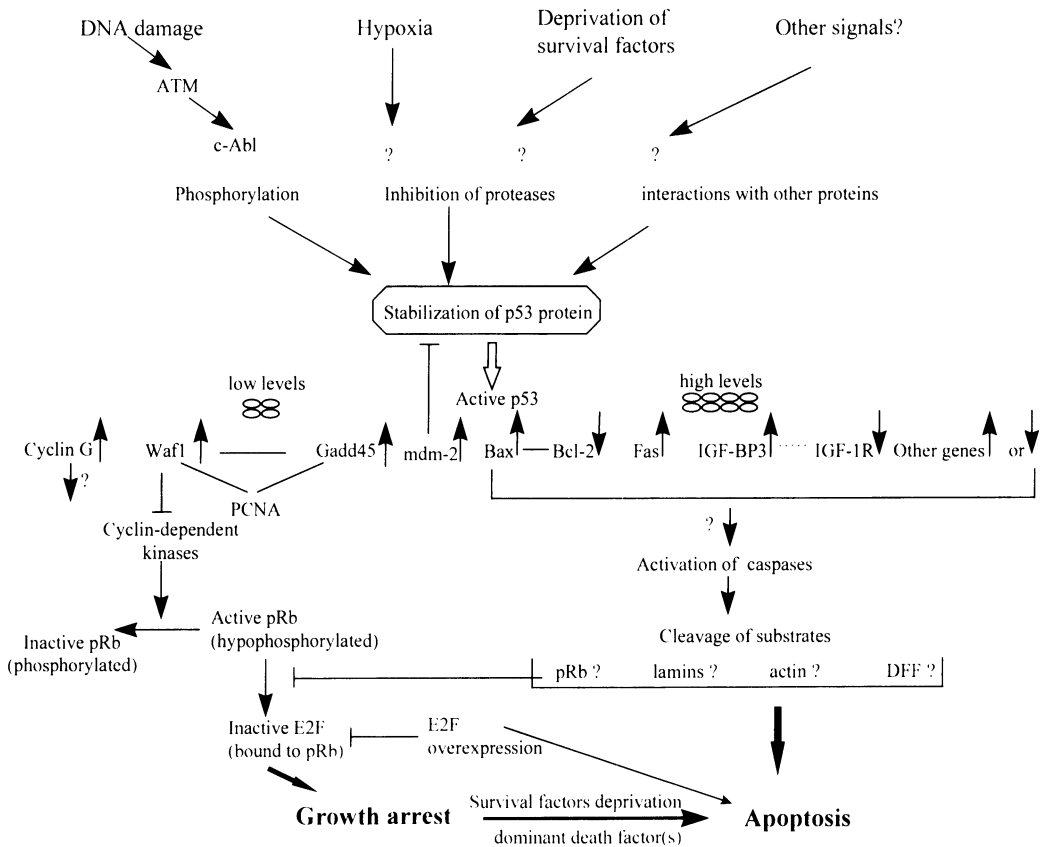 DNA damage
Hypoxia
Deprivation of
survival factors
Other signals?
ATM
c-Abl
?
?
?
Phosphorylation
Inhibition of proteases
interactions with other proteins
Stabilization of p53 protein
low levels
Active p53
high levels
Cyclin G
Waf1
Gadd45
mdm-2
Bax
Bcl-2
Fas
IGF-BP3
IGF-1R
Other genes
or
?
PCNA
Cyclin-dependent
kinases
?
Activation of caspases
Active pRb
(hypophosphorylated)
Inactive pRb
(phosphorylated)
Cleavage of substrates
pRb ?
lamins ?
actin ?
DFF ?
Inactive E2F
(bound to pRb)
E2F
overexpression
Growth arrest
Survival factors deprivation
dominant death factor(s)
Apoptosis